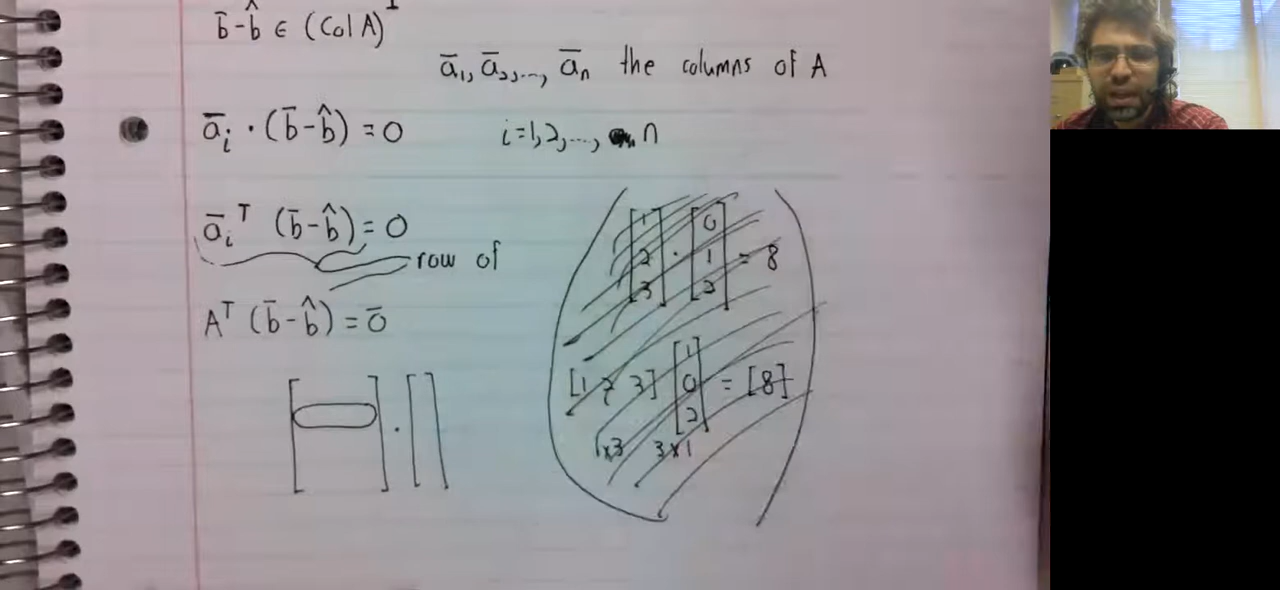 b̄-b̂ ∈ (Col A)^⊥
ā₁, ā₂,..., āₙ the columns of A
āᵢ · (b̄-b̂) = 0 i=1,2,..., n
āᵢᵀ (b̄-b̂) = 0
row of
Aᵀ (b̄-b̂) = 0̄
[1 2 3] · [0 1 2] = 8
[1 2 3] [1 0 2] = [8]
1x3 3x1